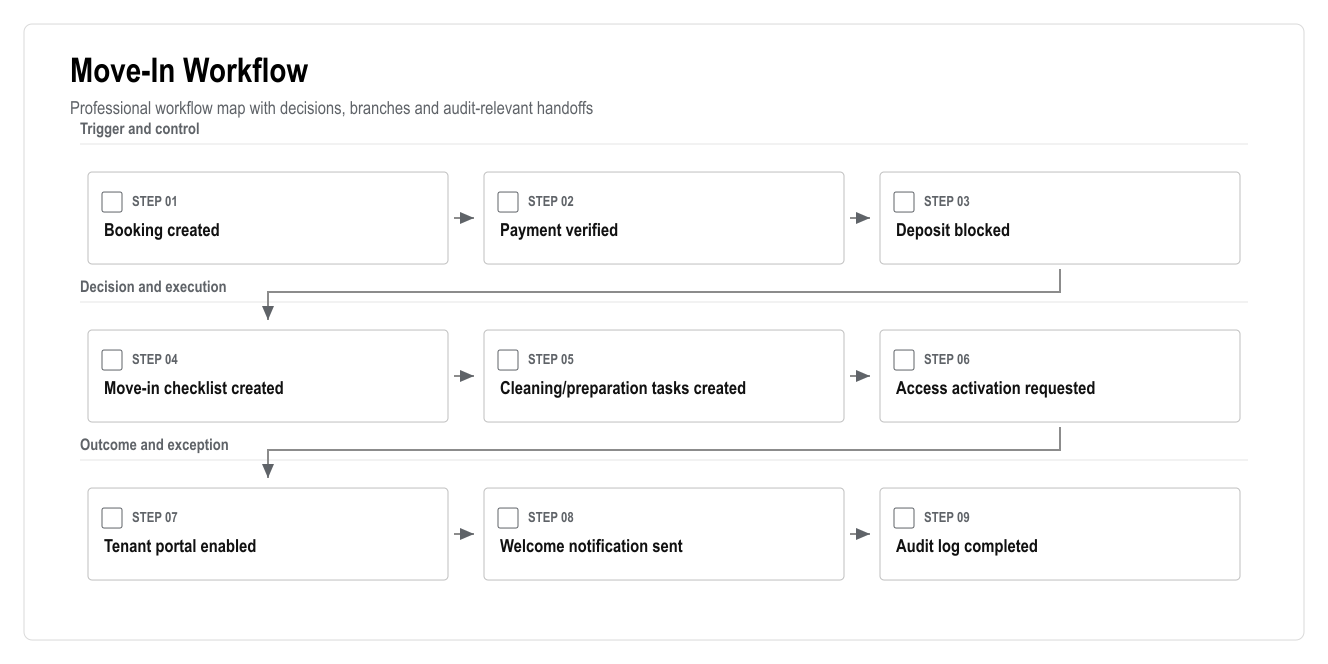 Move-In Workflow
Professional workflow map with decisions, branches and audit-relevant handoffs
Trigger and control
STEP 01
Booking created
STEP 02
Payment verified
STEP 03
Deposit blocked
Decision and execution
STEP 04
Move-in checklist created
STEP 05
Cleaning/preparation tasks created
STEP 06
Access activation requested
Outcome and exception
STEP 07
Tenant portal enabled
STEP 08
Welcome notification sent
STEP 09
Audit log completed